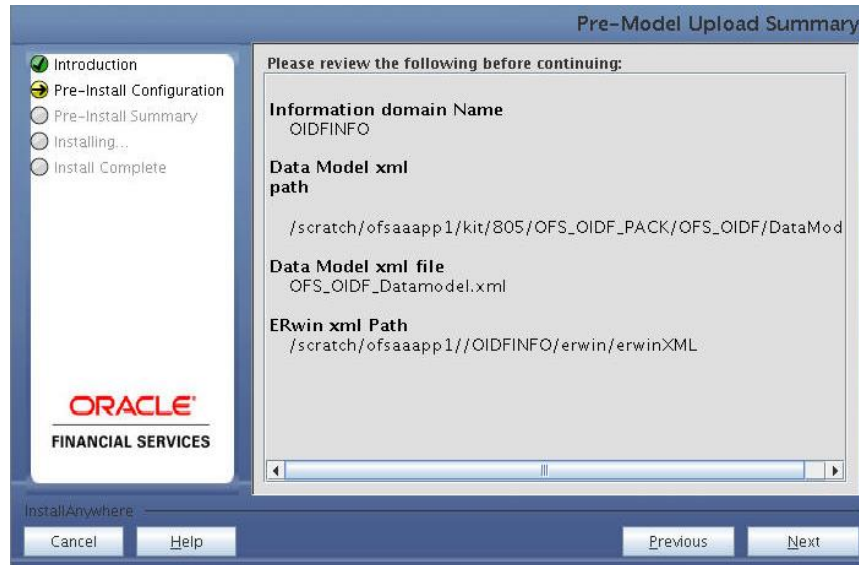 Pre-Model Upload Summary
Introduction
Pre-Install Configuration
Pre-Install Summary
Installing...
Install Complete
ORACLE
FINANCIAL SERVICES
Please review the following before continuing:
Information domain Name
OIDFINFO
Data Model xml
path
/scratch/ofsaaapp1/kit/805/OFS_OIDF_PACK/OFS_OIDF/DataMod
Data Model xml file
OFS_OIDF_Datamodel.xml
ERwin xml Path
/scratch/ofsaaapp1//OIDFINFO/erwin/erwinXML
InstallAnywhere
Cancel
Help
Previous
Next